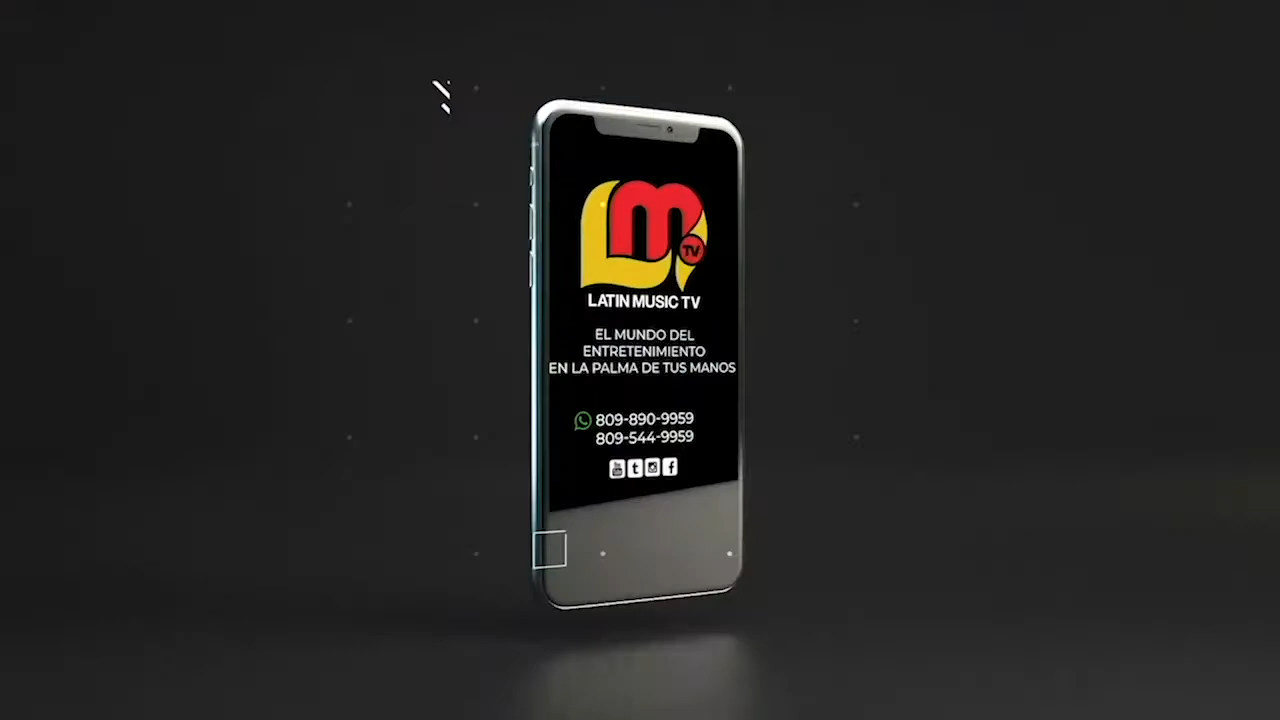 LM
TV
LATIN MUSIC TV
EL MUNDO DEL
ENTRETENIMIENTO
EN LA PALMA DE TUS MANOS
809-890-9959
809-544-9959